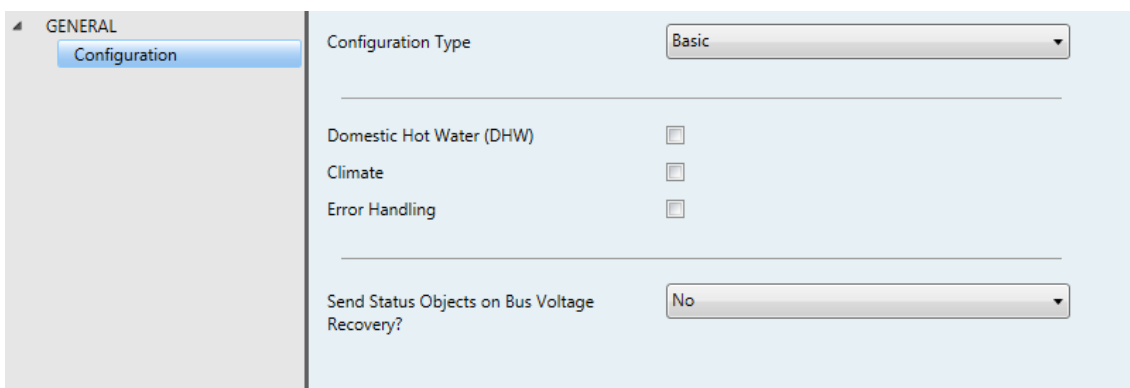 GENERAL
Configuration
Configuration Type
Basic
Domestic Hot Water (DHW)
Climate
Error Handling
Send Status Objects on Bus Voltage
Recovery?
No